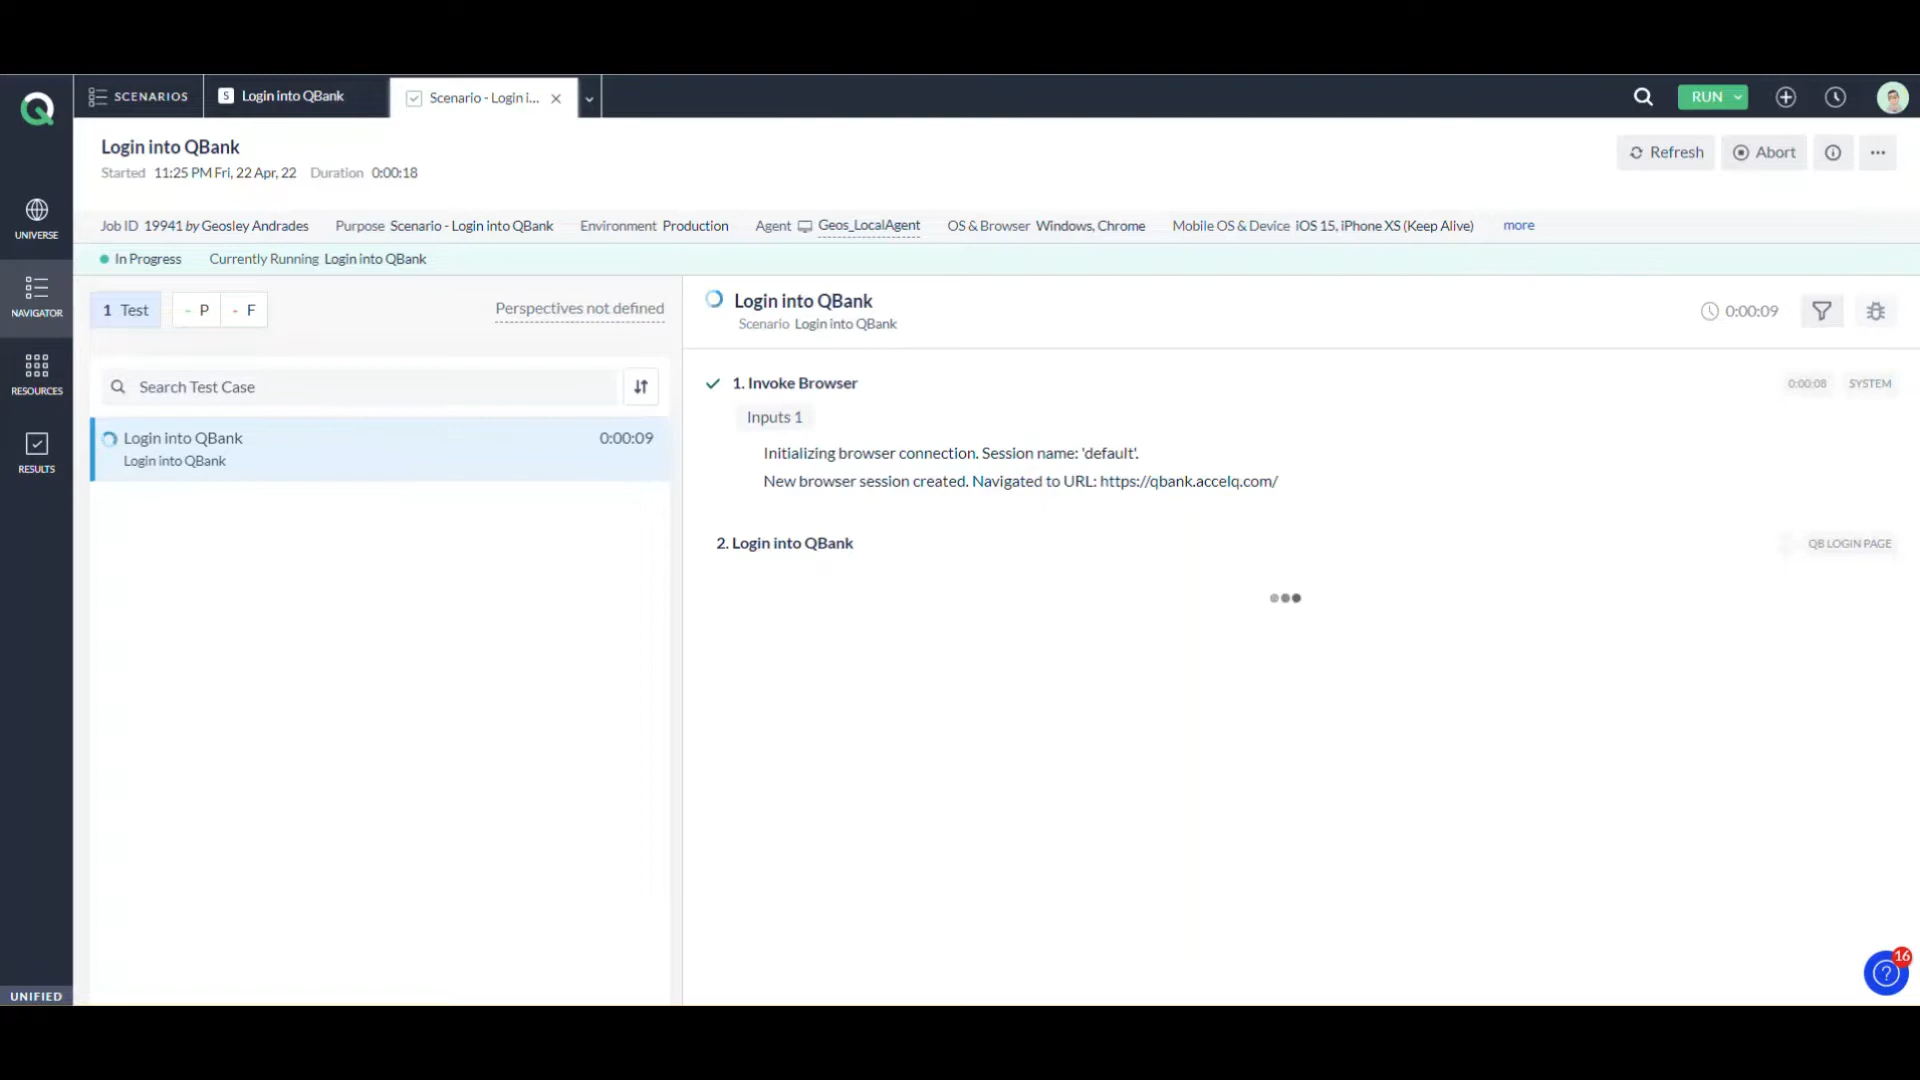 SCENARIOS
S Login into QBank
Scenario - Login i...
RUN
Login into QBank
Started 11:25 PM Fri, 22 Apr, 22 Duration 0:00:18
Refresh
Abort
Job ID 19941 by Geosley Andrades Purpose Scenario - Login into QBank Environment Production Agent Geos_LocalAgent OS & Browser Windows, Chrome Mobile OS & Device iOS 15, iPhone XS (Keep Alive) more
In Progress Currently Running Login into QBank
UNIVERSE
NAVIGATOR
RESOURCES
RESULTS
UNIFIED
1 Test - P - F Perspectives not defined
Search Test Case
Login into QBank 0:00:09
Login into QBank
Login into QBank
Scenario Login into QBank
0:00:09
1. Invoke Browser 0:00:08 SYSTEM
Inputs 1
Initializing browser connection. Session name: 'default'.
New browser session created. Navigated to URL: https://qbank.accelq.com/
2. Login into QBank QB LOGIN PAGE
16